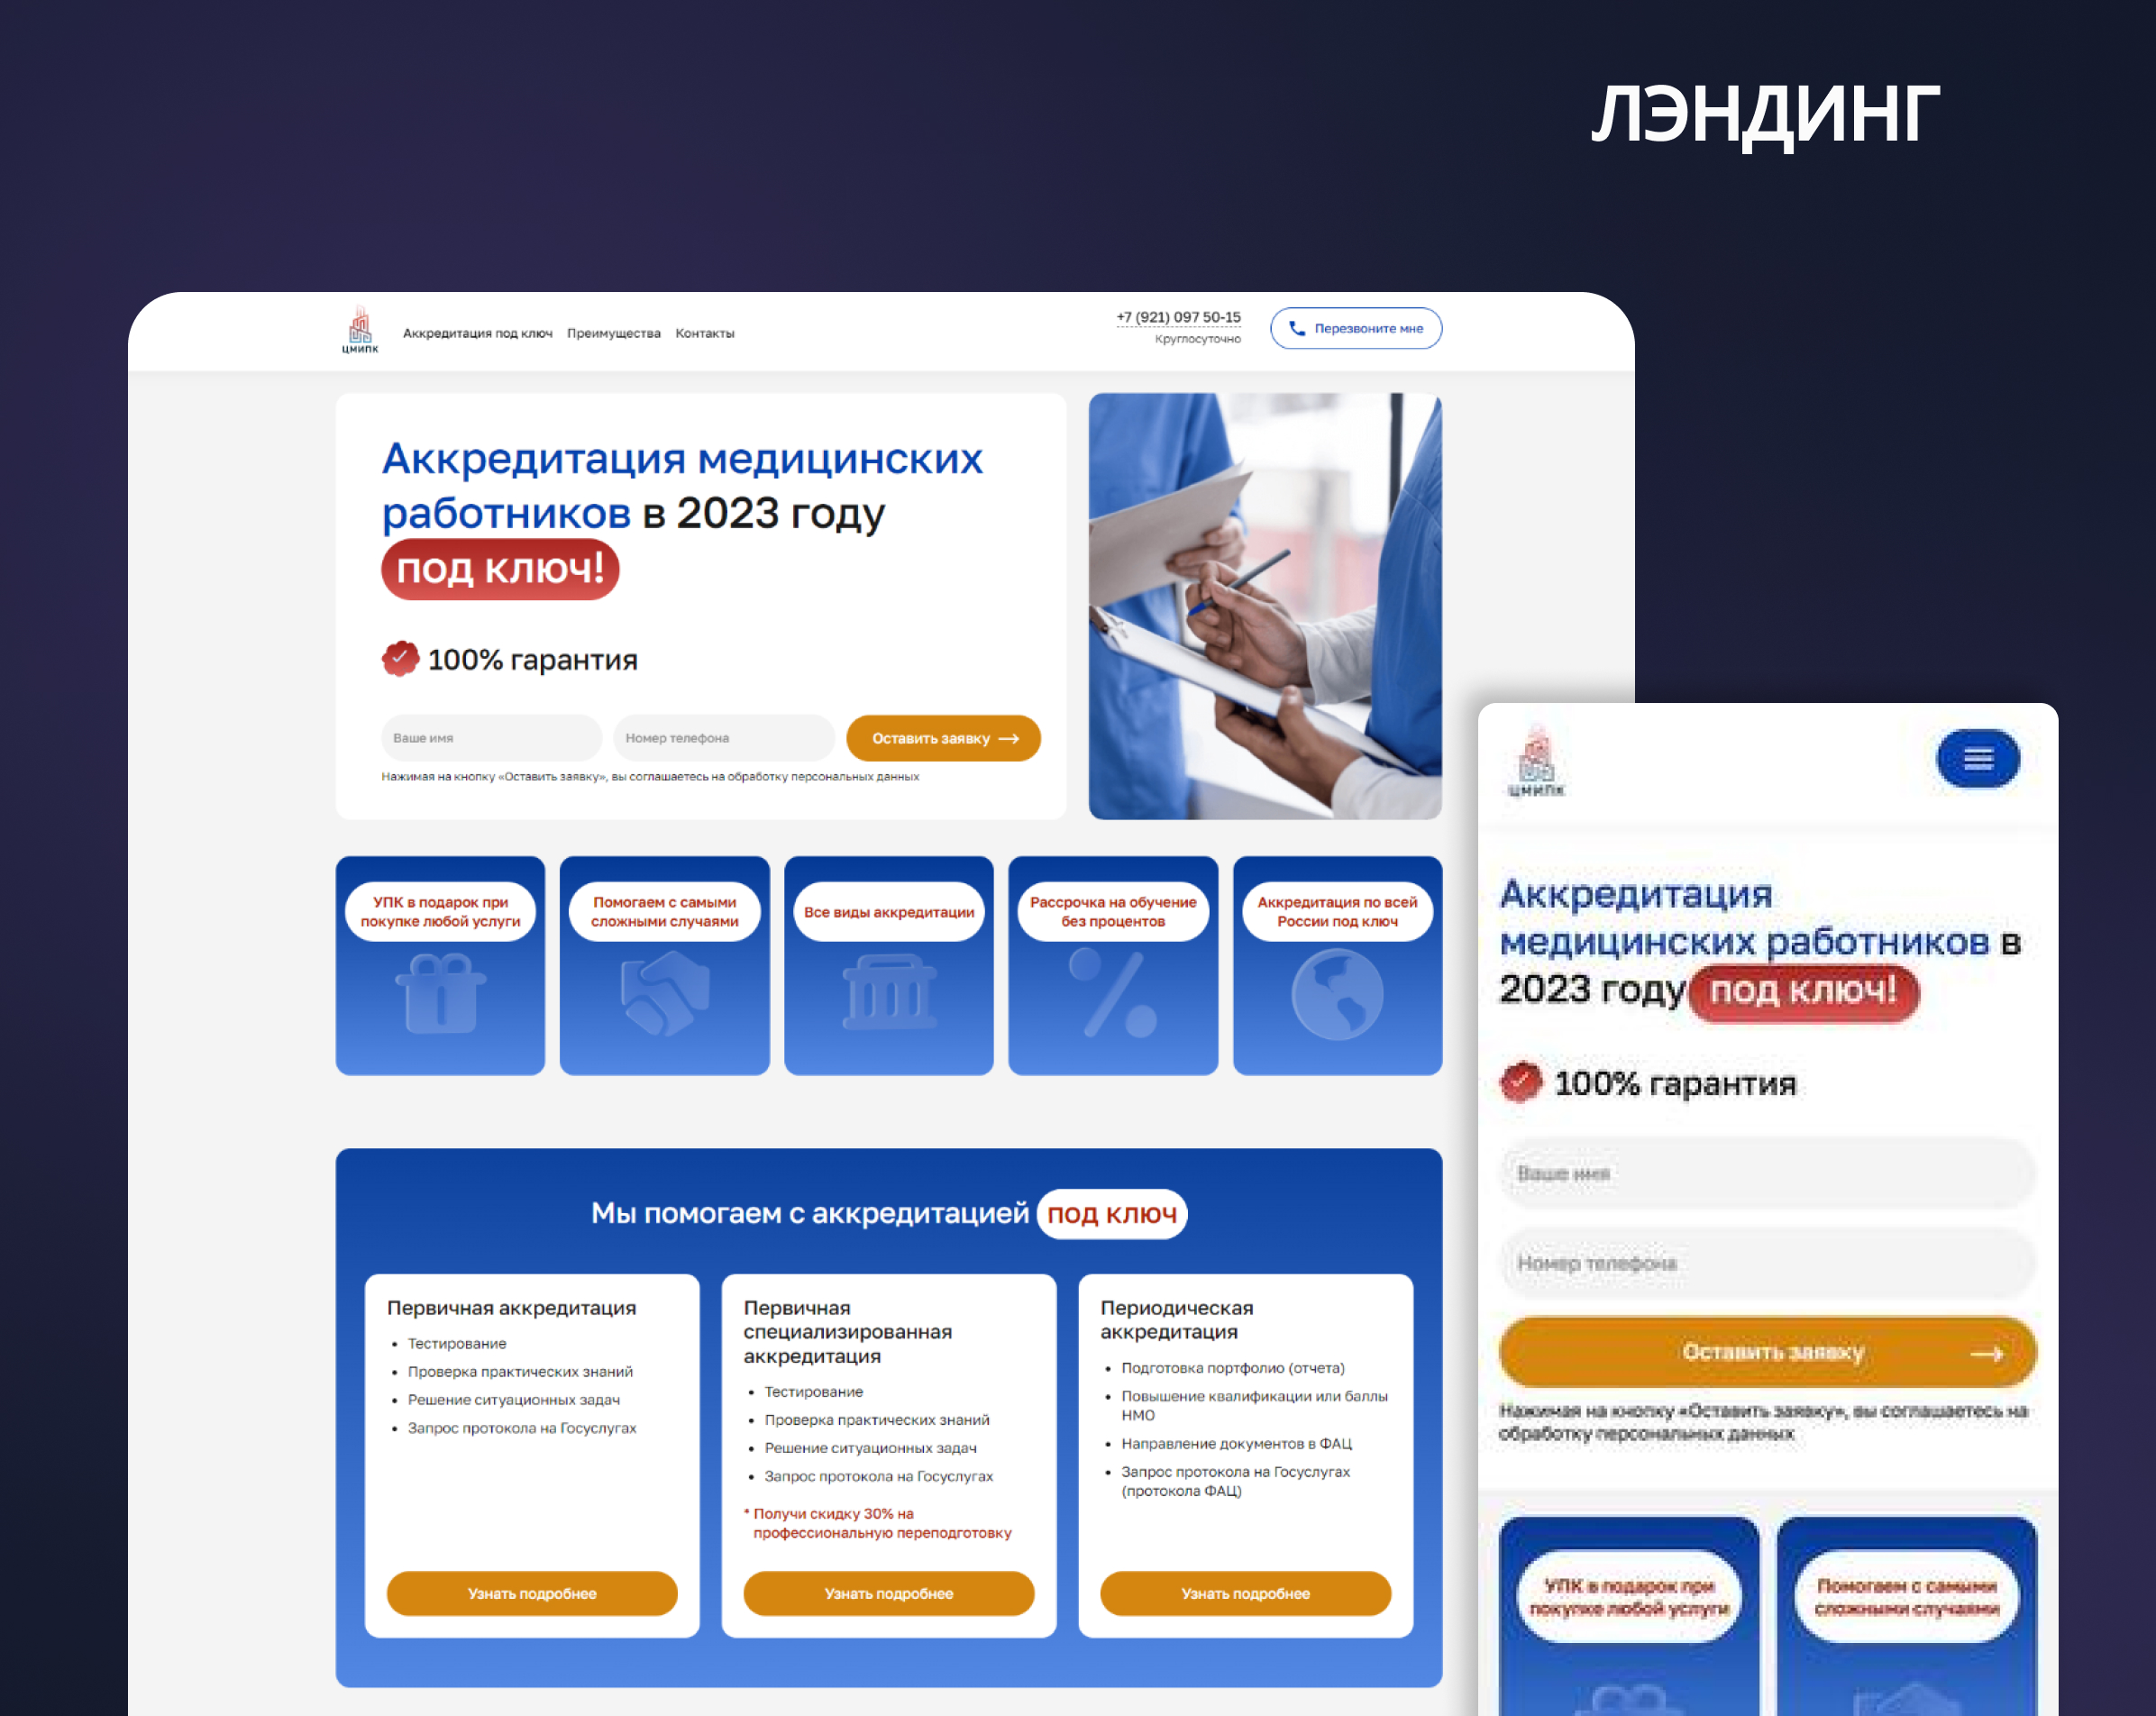 ЛЭНДИНГ
ЦМИПК
Аккредитация под ключ Преимущества Контакты
+7 (921) 097 50-15
Круглосуточно
Перезвоните мне
Аккредитация медицинских
работников в 2023 году
под ключ!
100% гарантия
Ваше имя
Номер телефона
Оставить заявку
Нажимая на кнопку «Оставить заявку», вы соглашаетесь на обработку персональных данных
УПК в подарок при
покупке любой услуги
Помогаем с самыми
сложными случаями
Все виды аккредитации
Рассрочка на обучение
без процентов
Аккредитация по всей
России под ключ
Мы помогаем с аккредитацией под ключ
Первичная аккредитация
• Тестирование
• Проверка практических знаний
• Решение ситуационных задач
• Запрос протокола на Госуслугах
Узнать подробнее
Первичная
специализированная
аккредитация
• Тестирование
• Проверка практических знаний
• Решение ситуационных задач
• Запрос протокола на Госуслугах
* Получи скидку 30% на
профессиональную переподготовку
Узнать подробнее
Периодическая
аккредитация
• Подготовка портфолио (отчета)
• Повышение квалификации или баллы
НМО
• Направление документов в ФАЦ
• Запрос протокола на Госуслугах
(протокола ФАЦ)
Узнать подробнее
ЦМИПК
Аккредитация
медицинских работников в
2023 году под ключ!
100% гарантия
Ваше имя
Номер телефона
Оставить заявку
Нажимая на кнопку «Оставить заявку», вы соглашаетесь на
обработку персональных данных
УПК в подарок при
покупке любой услуги
Помогаем с самыми
сложными случаями